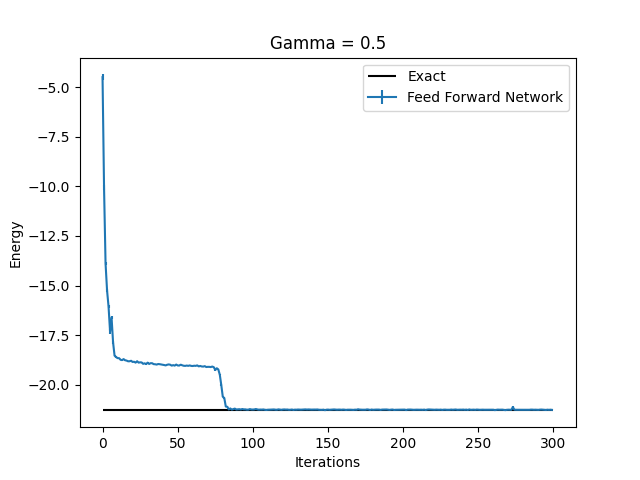 Gamma = 0.5
Exact
Feed Forward Network
Energy
−5.0
−7.5
−10.0
−12.5
−15.0
−17.5
−20.0
0 50 100 150 200 250 300
Iterations